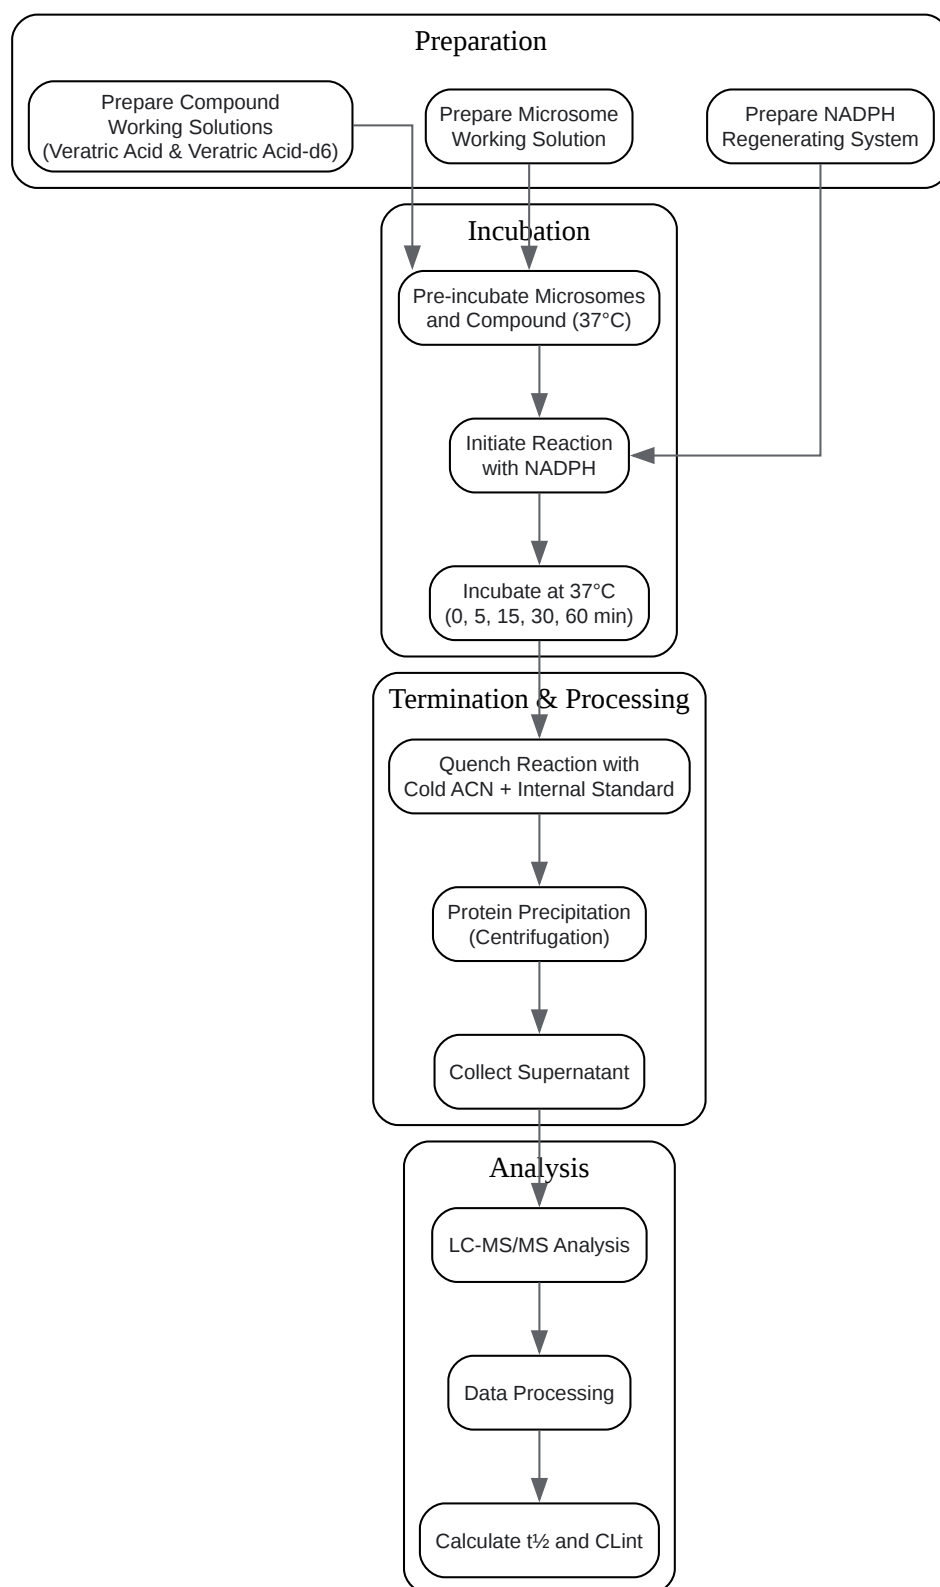 Preparation
Prepare Compound
Working Solutions
(Veratric Acid & Veratric Acid-d6)
Prepare Microsome
Working Solution
Prepare NADPH
Regenerating System
Incubation
Pre-incubate Microsomes
and Compound (37°C)
Initiate Reaction
with NADPH
Incubate at 37°C
(0, 5, 15, 30, 60 min)
Termination & Processing
Quench Reaction with
Cold ACN + Internal Standard
Protein Precipitation
(Centrifugation)
Collect Supernatant
Analysis
LC-MS/MS Analysis
Data Processing
Calculate t½ and CLint